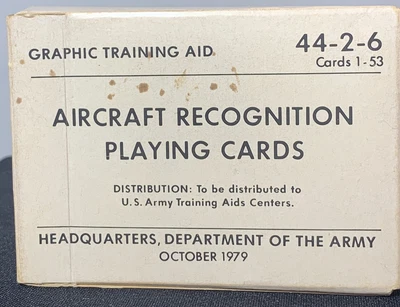 GRAPHIC TRAINING AID
44-2-6
Cards 1-53
AIRCRAFT RECOGNITION
PLAYING CARDS
DISTRIBUTION: To be distributed to
U.S. Army Training Aids Centers.
HEADQUARTERS, DEPARTMENT OF THE ARMY
OCTOBER 1979